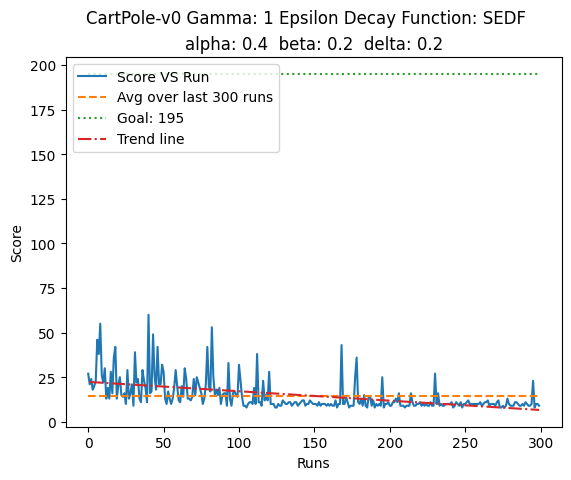 CartPole-v0 Gamma: 1 Epsilon Decay Function: SEDF
alpha: 0.4 beta: 0.2 delta: 0.2
Score VS Run
Avg over last 300 runs
Goal: 195
Trend line
200
175
150
125
100
75
50
25
0
Score
0 50 100 150 200 250 300
Runs